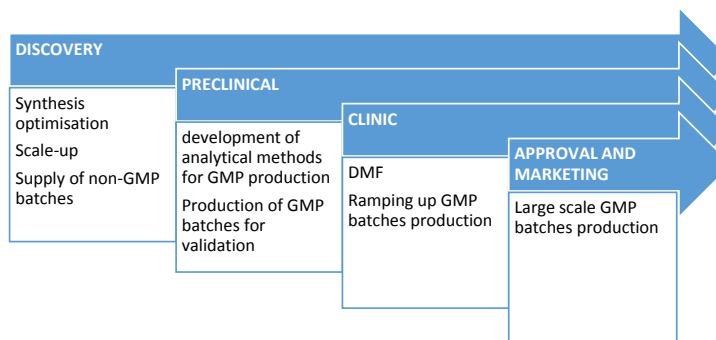 DISCOVERY
Synthesis
optimisation
Scale-up
Supply of non-GMP
batches
PRECLINICAL
development of
analytical methods
for GMP production
Production of GMP
batches for
validation
CLINIC
DMF
Ramping up GMP
batches production
APPROVAL AND
MARKETING
Large scale GMP
batches production